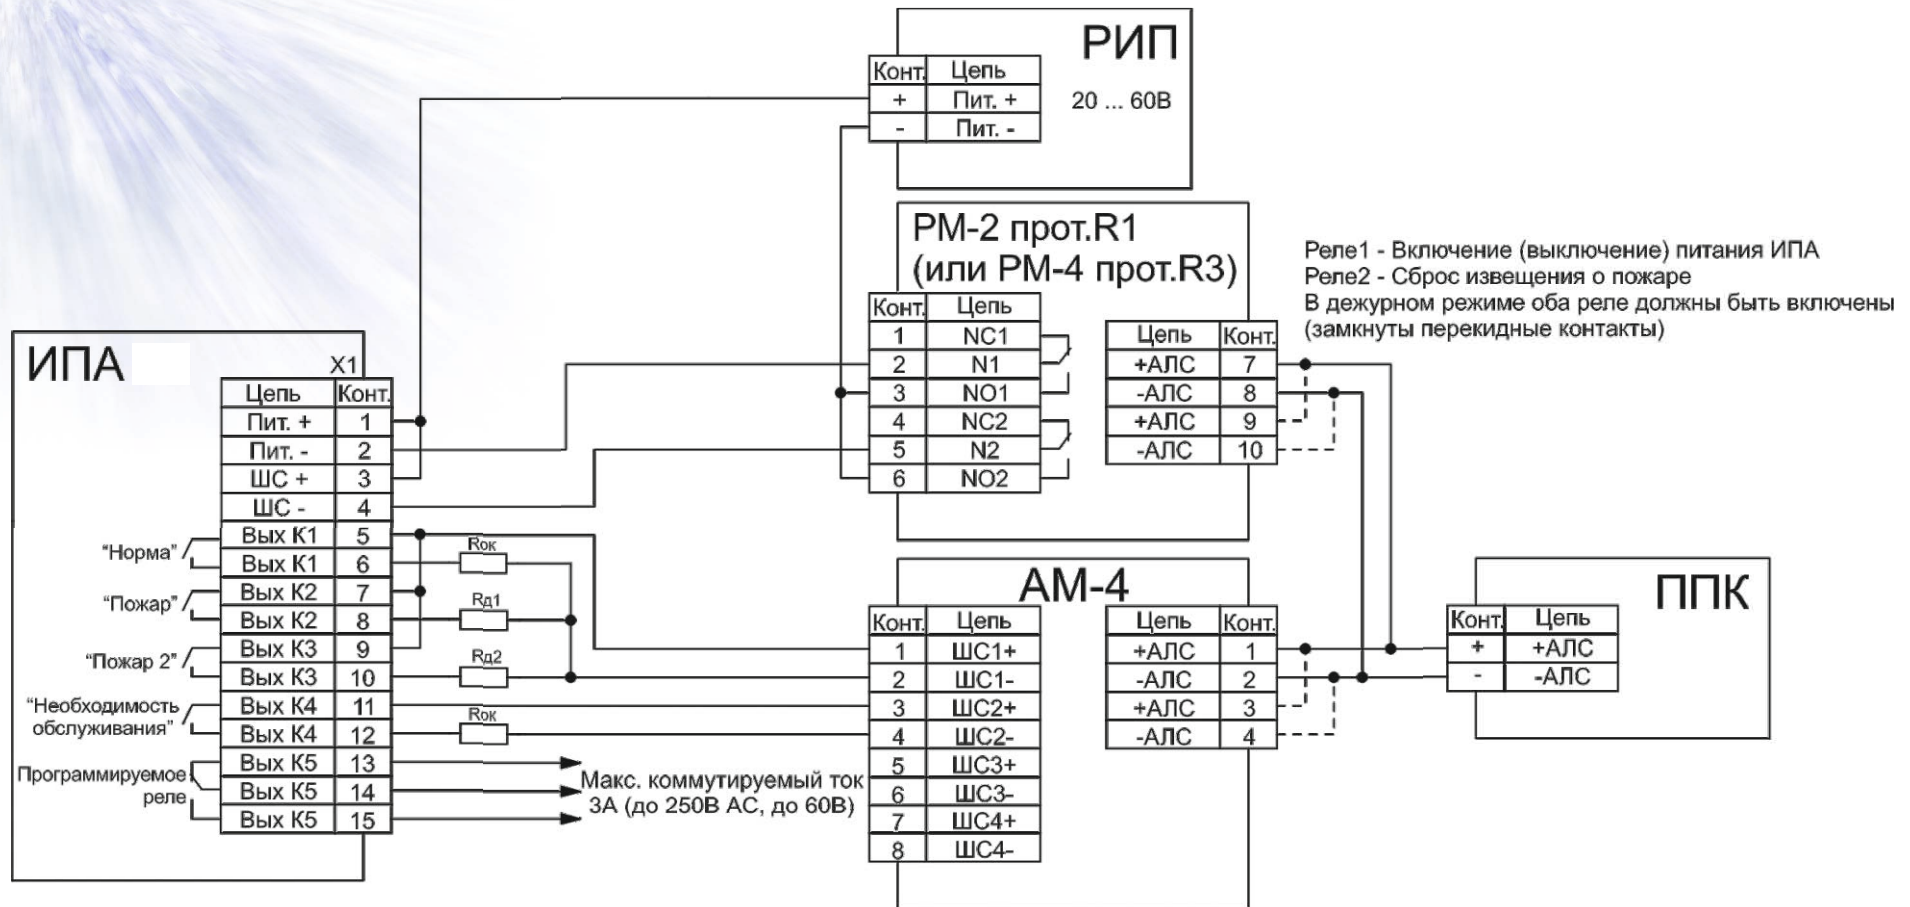 РИП
Конт. Цепь
+ Пит. +
- Пит. -
20 ... 60В
РМ-2 прот.R1
(или РМ-4 прот.R3)
Конт. Цепь
1 NC1
2 N1
3 NO1
4 NC2
5 N2
6 NO2
Цепь Конт.
+АЛС 7
-АЛС 8
+АЛС 9
-АЛС 10
Реле1 - Включение (выключение) питания ИПА
Реле2 - Сброс извещения о пожаре
В дежурном режиме оба реле должны быть включены
(замкнуты перекидные контакты)
ИПА
X1
Цепь Конт.
Пит. + 1
Пит. - 2
ШС + 3
ШС - 4
Вых К1 5
Вых К1 6
Вых К2 7
Вых К2 8
Вых К3 9
Вых К3 10
Вых К4 11
Вых К4 12
Вых К5 13
Вых К5 14
Вых К5 15
“Норма”
“Пожар”
“Пожар 2”
“Необходимость
обслуживания”
Программируемое
реле
Rок
Rд1
Rд2
Rок
Макс. коммутируемый ток
3А (до 250В АС, до 60В)
АМ-4
Конт. Цепь
1 ШС1+
2 ШС1-
3 ШС2+
4 ШС2-
5 ШС3+
6 ШС3-
7 ШС4+
8 ШС4-
Цепь Конт.
+АЛС 1
-АЛС 2
+АЛС 3
-АЛС 4
ППК
Конт. Цепь
+ +АЛС
- -АЛС